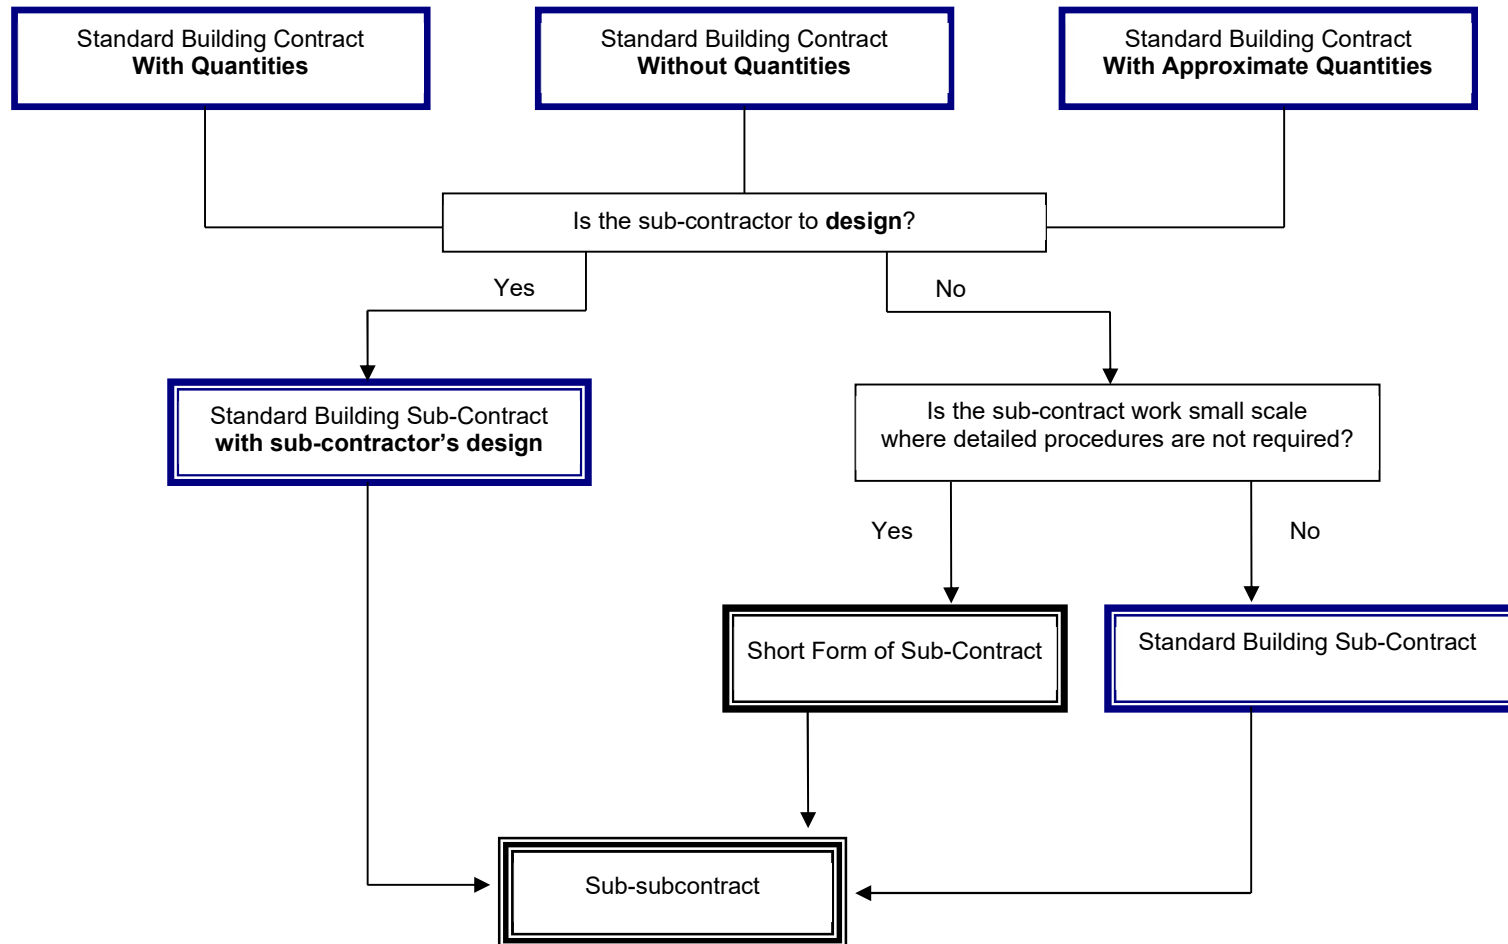 Standard Building Contract
With Quantities
Standard Building Contract
Without Quantities
Standard Building Contract
With Approximate Quantities
Is the sub-contractor to design?
Yes
No
Standard Building Sub-Contract
with sub-contractor’s design
Is the sub-contract work small scale
where detailed procedures are not required?
Yes
No
Short Form of Sub-Contract
Standard Building Sub-Contract
Sub-subcontract